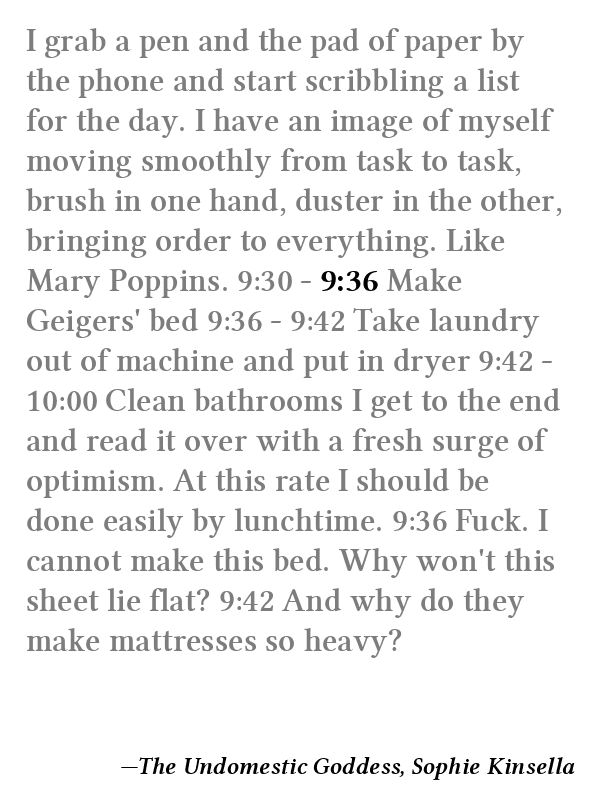 I grab a pen and the pad of paper by
the phone and start scribbling a list
for the day. I have an image of myself
moving smoothly from task to task,
brush in one hand, duster in the other,
bringing order to everything. Like
Mary Poppins. 9:30 – 9:36 Make
Geigers' bed 9:36 – 9:42 Take laundry
out of machine and put in dryer 9:42 –
10:00 Clean bathrooms I get to the end
and read it over with a fresh surge of
optimism. At this rate I should be
done easily by lunchtime. 9:36 Fuck. I
cannot make this bed. Why won't this
sheet lie flat? 9:42 And why do they
make mattresses so heavy?
—The Undomestic Goddess, Sophie Kinsella